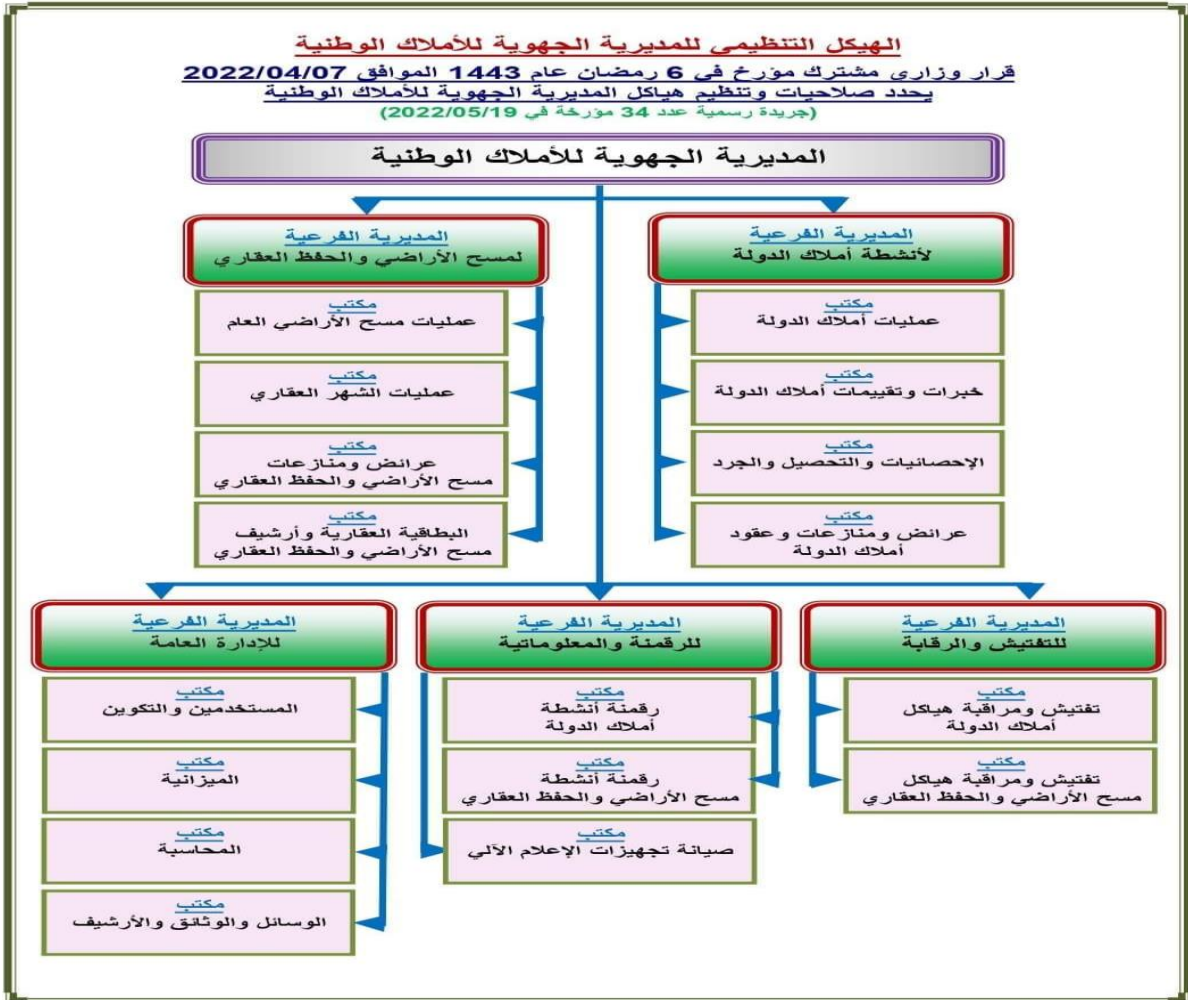 الهيكل التنظيمي للمديرية الجهوية للأملاك الوطنية
قرار وزاري مشترك مؤرخ في 6 رمضان عام 1443 الموافق 2022/04/07
يحدد صلاحيات وتنظيم هياكل المديرية الجهوية للأملاك الوطنية
(جريدة رسمية عدد 34 مؤرخة في 2022/05/19)
المديرية الجهوية للأملاك الوطنية
المديرية الفرعية
لأنشطة أملاك الدولة
مكتب
عمليات أملاك الدولة
مكتب
خبرات وتقييمات أملاك الدولة
مكتب
الإحصائيات والتحصيل والجرد
مكتب
عرائض ومنازعات وعقود
أملاك الدولة
المديرية الفرعية
لمسح الأراضي والحفظ العقاري
مكتب
عمليات مسح الأراضي العام
مكتب
عمليات الشهر العقاري
مكتب
عرائض ومنازعات
مسح الأراضي والحفظ العقاري
مكتب
البطاقية العقارية وأرشيف
مسح الأراضي والحفظ العقاري
المديرية الفرعية
للتفتيش والرقابة
مكتب
تفتيش ومراقبة هياكل
أملاك الدولة
مكتب
تفتيش ومراقبة هياكل
مسح الأراضي والحفظ العقاري
المديرية الفرعية
للرقمنة والمعلوماتية
مكتب
رقمنة أنشطة
أملاك الدولة
مكتب
رقمنة أنشطة
مسح الأراضي والحفظ العقاري
مكتب
صيانة تجهيزات الإعلام الآلي
المديرية الفرعية
للإدارة العامة
مكتب
المستخدمين والتكوين
مكتب
الميزانية
مكتب
المحاسبة
مكتب
الوسائل والوثائق والأرشيف